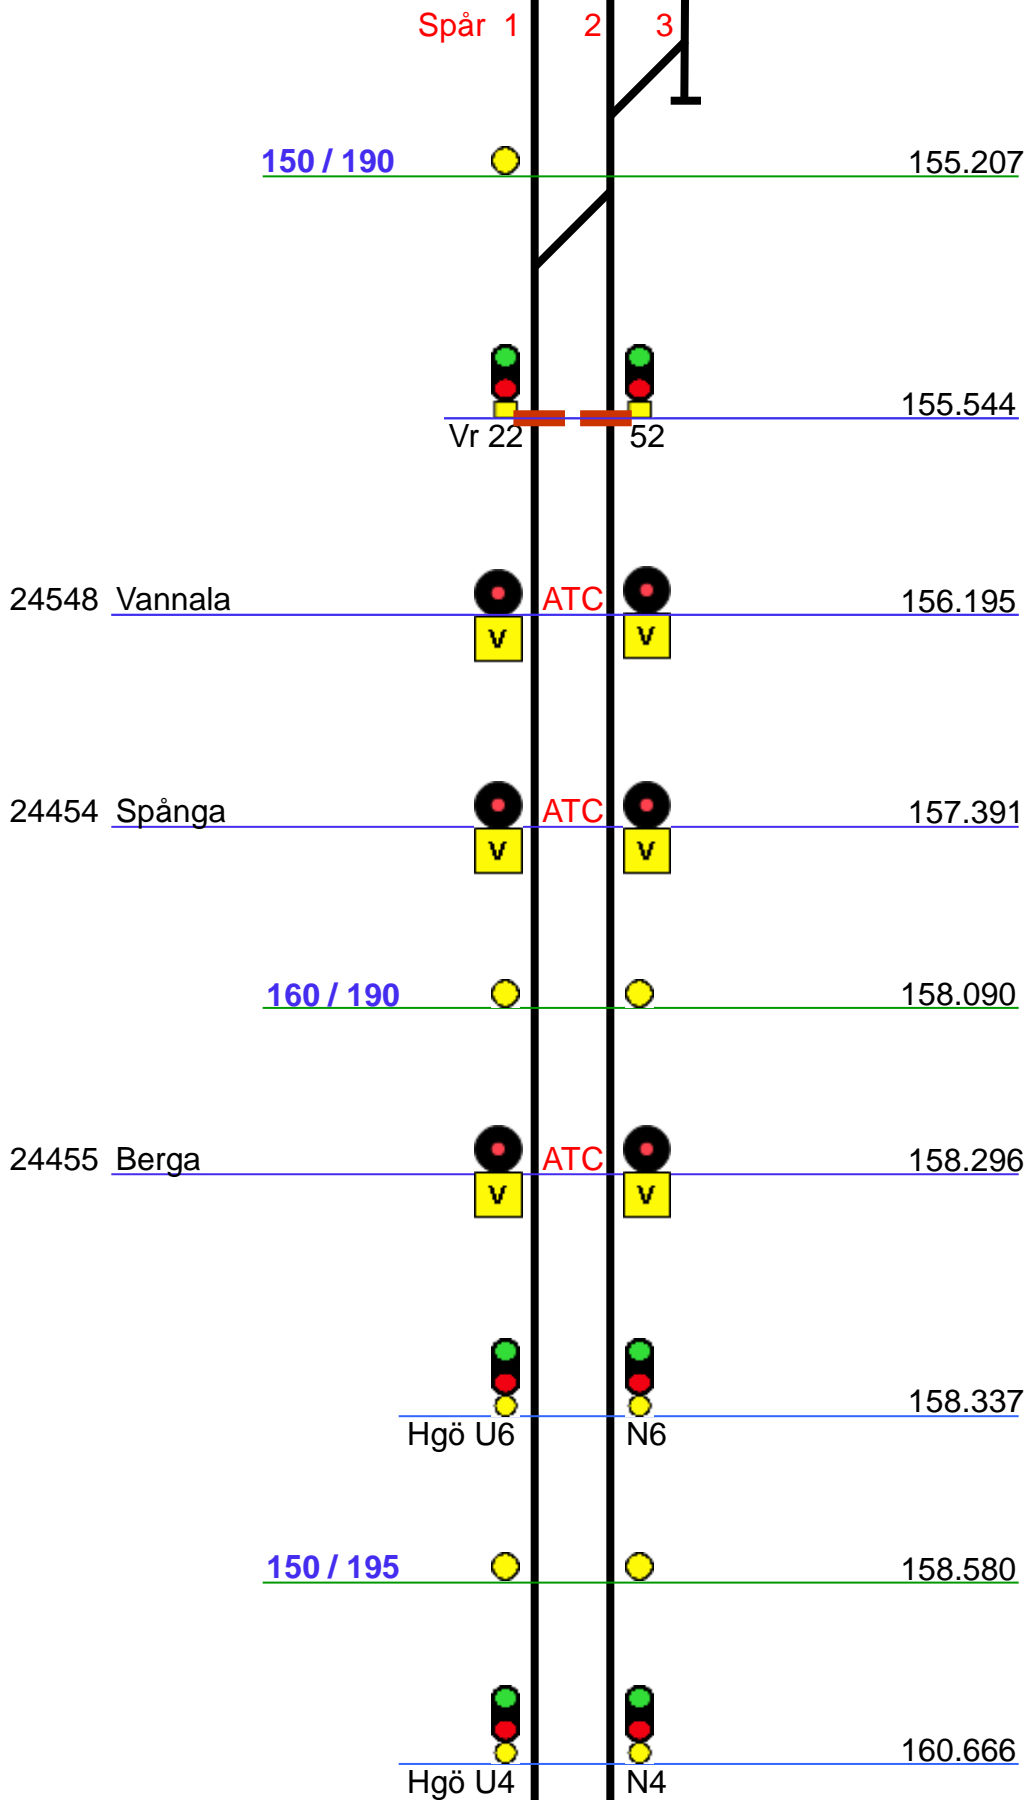 Spår 1 2 3
150 / 190 155.207
155.544
Vr 22 52
24548 Vannala ATC 156.195
V V
24454 Spånga ATC 157.391
V V
160 / 190 158.090
24455 Berga ATC 158.296
V V
158.337
Hgö U6 N6
150 / 195 158.580
160.666
Hgö U4 N4